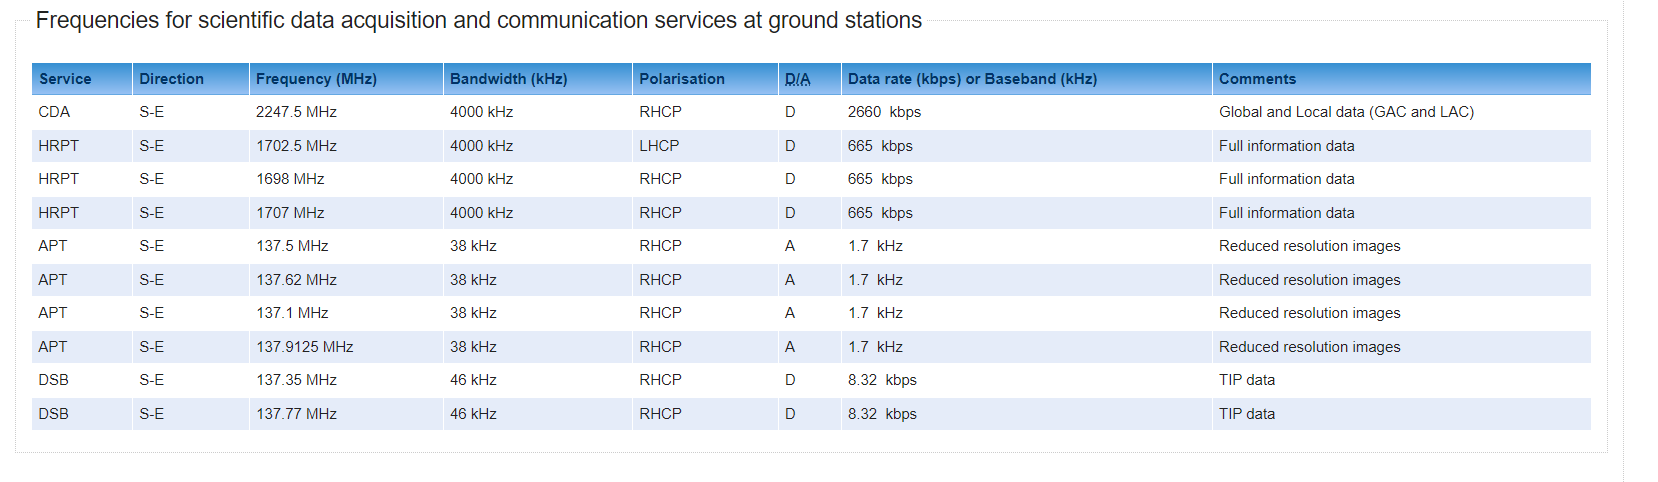 Frequencies for scientific data acquisition and communication services at ground stations
Service Direction Frequency (MHz) Bandwidth (kHz) Polarisation D/A Data rate (kbps) or Baseband (kHz) Comments
CDA S-E 2247.5 MHz 4000 kHz RHCP D 2660 kbps Global and Local data (GAC and LAC)
HRPT S-E 1702.5 MHz 4000 kHz LHCP D 665 kbps Full information data
HRPT S-E 1698 MHz 4000 kHz RHCP D 665 kbps Full information data
HRPT S-E 1707 MHz 4000 kHz RHCP D 665 kbps Full information data
APT S-E 137.5 MHz 38 kHz RHCP A 1.7 kHz Reduced resolution images
APT S-E 137.62 MHz 38 kHz RHCP A 1.7 kHz Reduced resolution images
APT S-E 137.1 MHz 38 kHz RHCP A 1.7 kHz Reduced resolution images
APT S-E 137.9125 MHz 38 kHz RHCP A 1.7 kHz Reduced resolution images
DSB S-E 137.35 MHz 46 kHz RHCP D 8.32 kbps TIP data
DSB S-E 137.77 MHz 46 kHz RHCP D 8.32 kbps TIP data